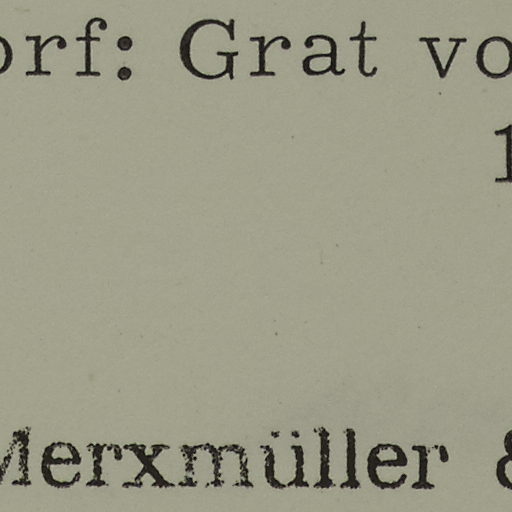 orf: Grat vo
1
Merxmüller &